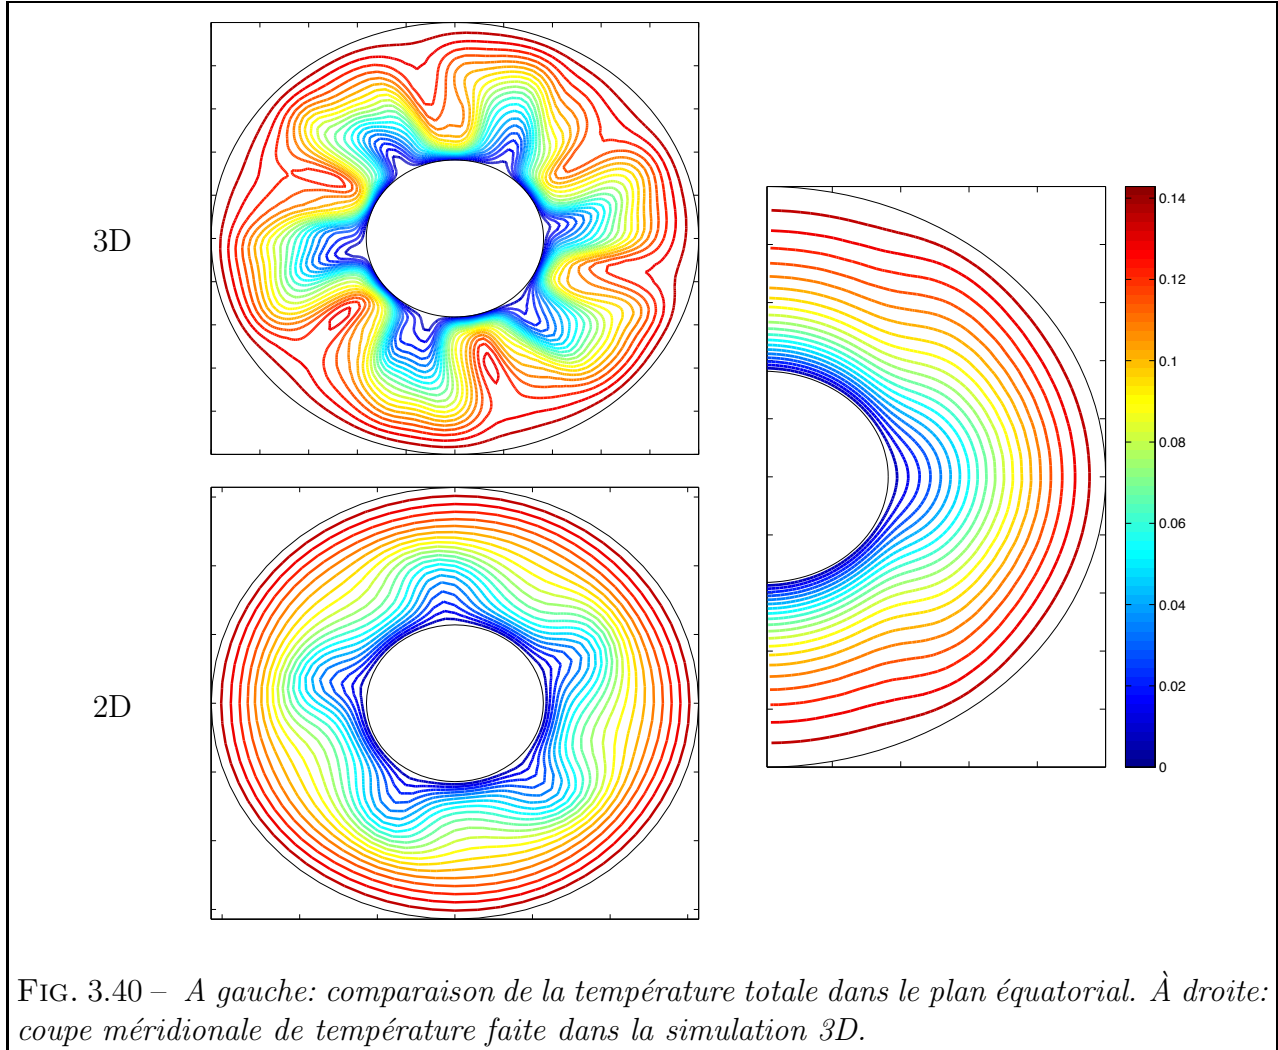 3D
2D
0.14
0.12
0.1
0.08
0.06
0.04
0.02
0
FIG. 3.40 – A gauche: comparaison de la température totale dans le plan équatorial. À droite:
coupe méridionale de température faite dans la simulation 3D.